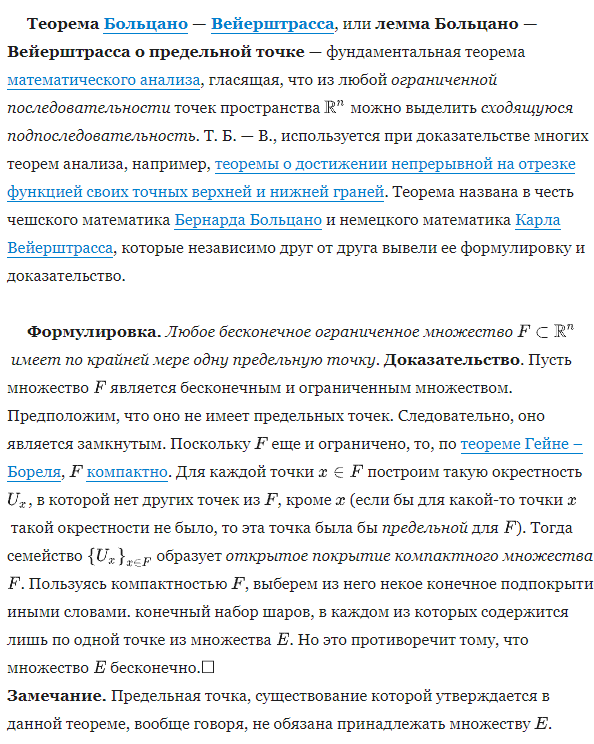 Теорема Больцано — Вейерштрасса, или лемма Больцано —
Вейерштрасса о предельной точке — фундаментальная теорема
математического анализа, гласящая, что из любой ограниченной
последовательности точек пространства ℝⁿ можно выделить сходящуюся
подпоследовательность. Т. Б. — В., используется при доказательстве многих
теорем анализа, например, теоремы о достижении непрерывной на отрезке
функцией своих точных верхней и нижней граней. Теорема названа в честь
чешского математика Бернарда Больцано и немецкого математика Карла
Вейерштрасса, которые независимо друг от друга вывели ее формулировку и
доказательство.
Формулировка. Любое бесконечное ограниченное множество F ⊂ ℝⁿ
имеет по крайней мере одну предельную точку. Доказательство. Пусть
множество F является бесконечным и ограниченным множеством.
Предположим, что оно не имеет предельных точек. Следовательно, оно
является замкнутым. Поскольку F еще и ограничено, то, по теореме Гейне –
Бореля, F компактно. Для каждой точки x ∈ F построим такую окрестность
Uₓ, в которой нет других точек из F, кроме x (если бы для какой-то точки x
такой окрестности не было, то эта точка была бы предельной для F). Тогда
семейство {Uₓ}ₓ∈F образует открытое покрытие компактного множества
F. Пользуясь компактностью F, выберем из него некое конечное подпокрыти
иными словами. конечный набор шаров, в каждом из которых содержится
лишь по одной точке из множества E. Но это противоречит тому, что
множество E бесконечно.□
Замечание. Предельная точка, существование которой утверждается в
данной теореме, вообще говоря, не обязана принадлежать множеству E.